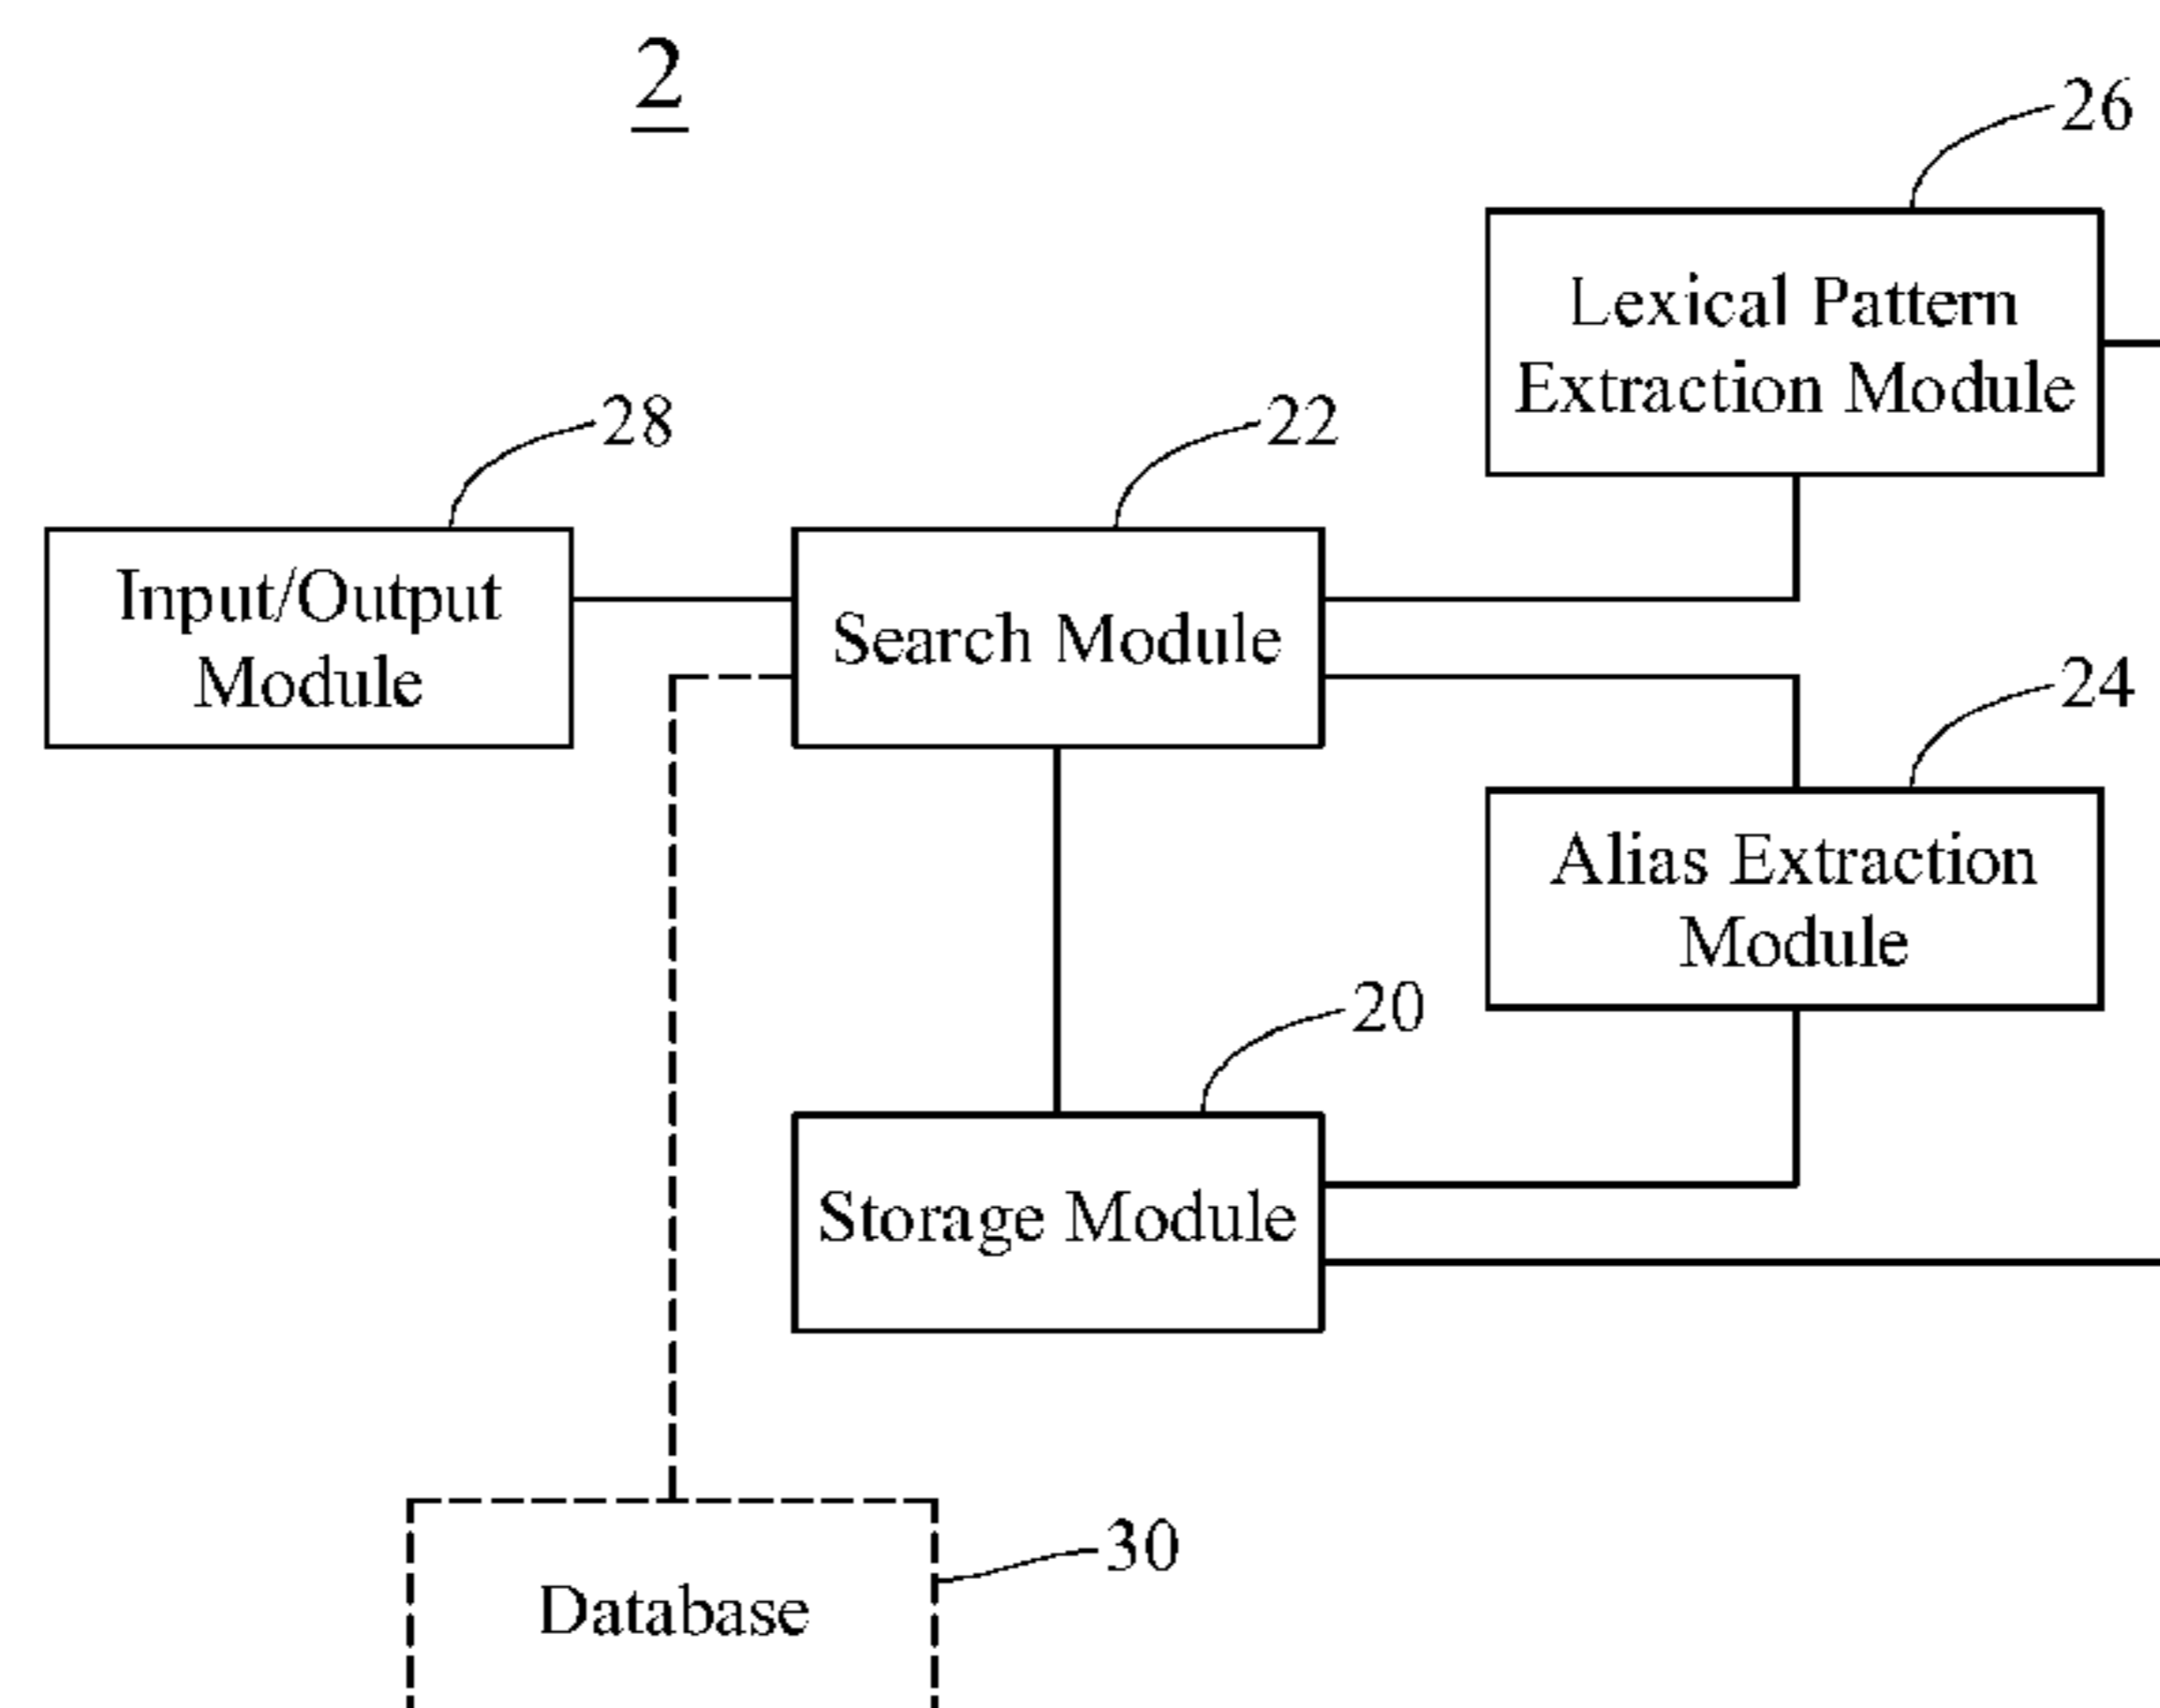 2
26
Lexical Pattern
Extraction Module
28
22
Input/Output
Module
Search Module
24
Alias Extraction
Module
20
Storage Module
30
Database